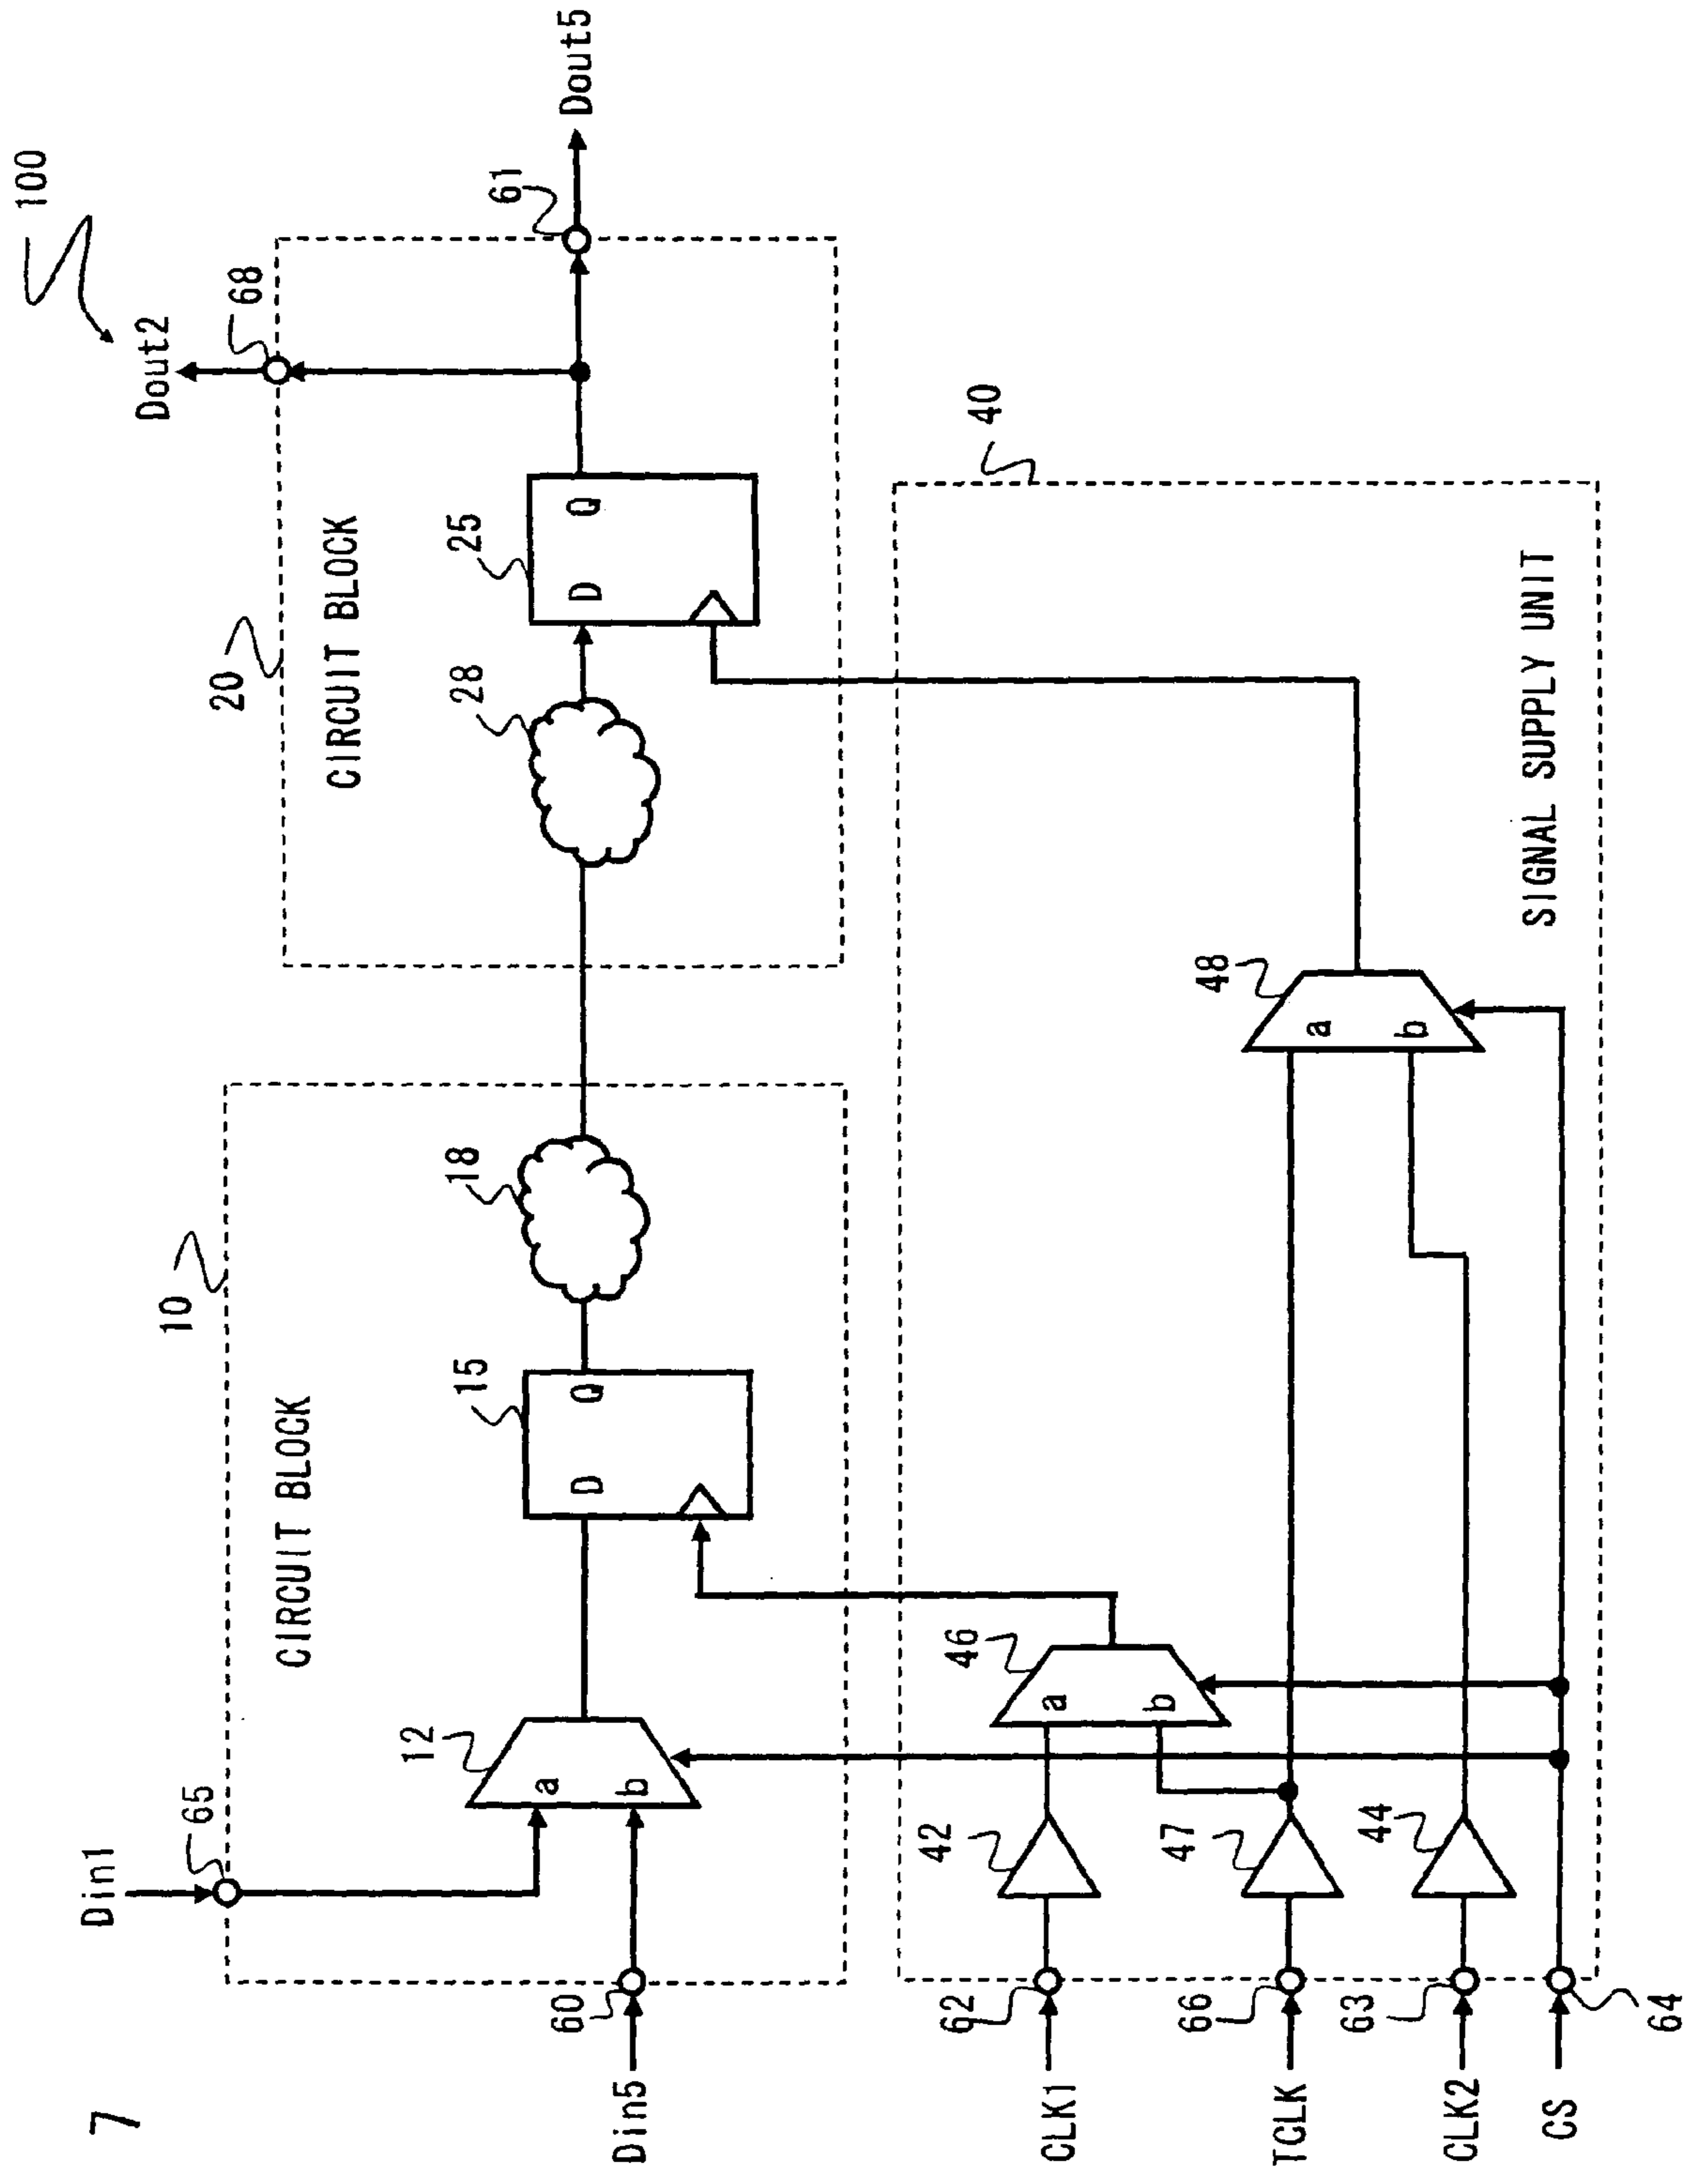 7
100
Dout2
68
61
Dout5
20
CIRCUIT BLOCK
25
D
Q
28
10
CIRCUIT BLOCK
18
15
D
Q
12
a
b
Din1
65
Din5
60
40
SIGNAL SUPPLY UNIT
48
a
b
46
a
b
42
47
44
CLK1
62
TCLK
66
CLK2
63
CS
64